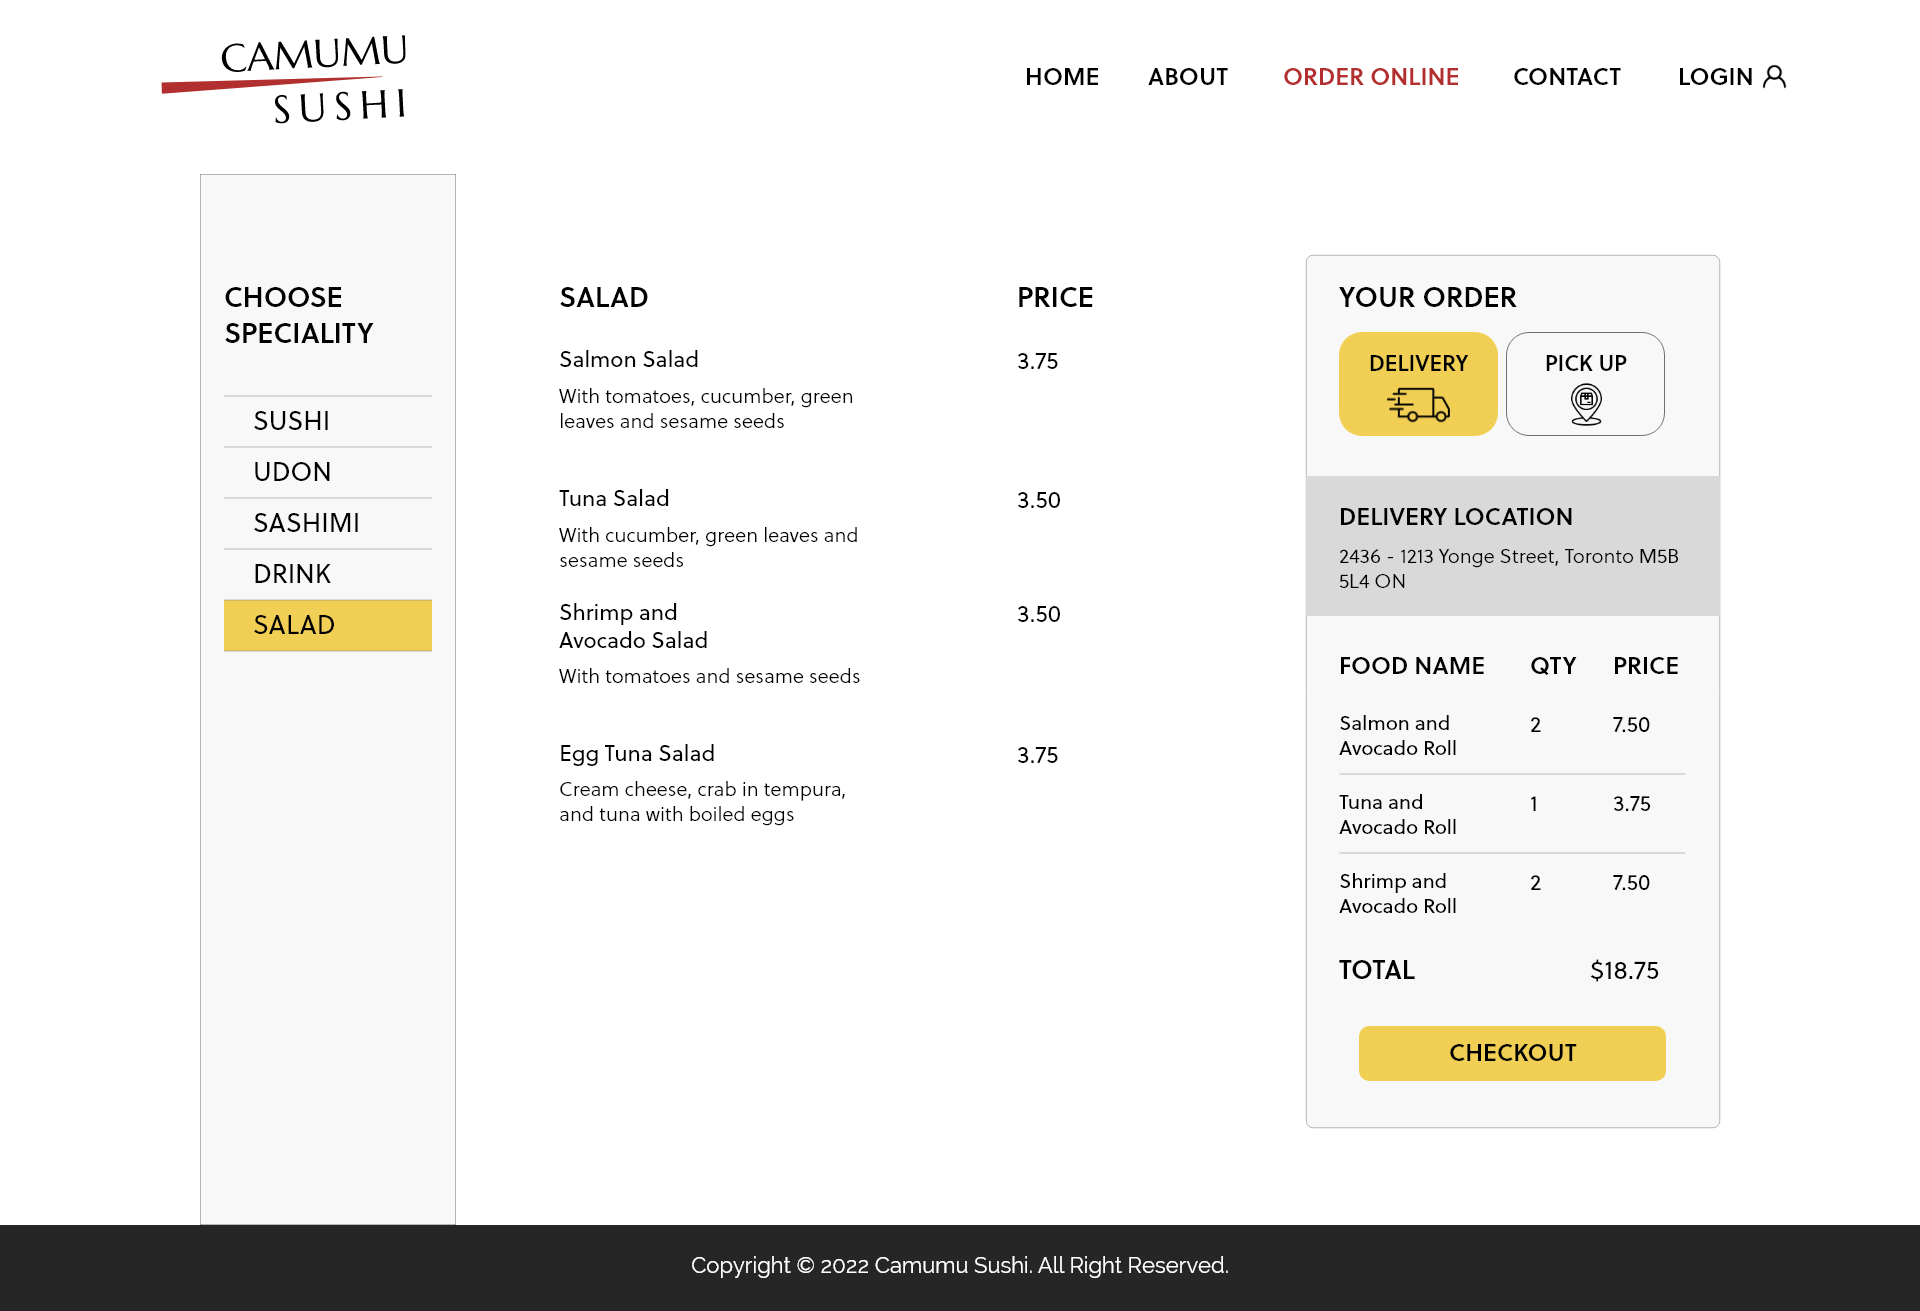 CAMUMU
SUSHI
HOME
ABOUT
ORDER ONLINE
CONTACT
LOGIN
CHOOSE
SPECIALITY
SUSHI
UDON
SASHIMI
DRINK
SALAD
SALAD PRICE
Salmon Salad 3.75
With tomatoes, cucumber, green
leaves and sesame seeds
Tuna Salad 3.50
With cucumber, green leaves and
sesame seeds
Shrimp and 3.50
Avocado Salad
With tomatoes and sesame seeds
Egg Tuna Salad 3.75
Cream cheese, crab in tempura,
and tuna with boiled eggs
YOUR ORDER
DELIVERY
PICK UP
DELIVERY LOCATION
2436 - 1213 Yonge Street, Toronto M5B
5L4 ON
FOOD NAME QTY PRICE
Salmon and 2 7.50
Avocado Roll
Tuna and 1 3.75
Avocado Roll
Shrimp and 2 7.50
Avocado Roll
TOTAL $18.75
CHECKOUT
Copyright © 2022 Camumu Sushi. All Right Reserved.